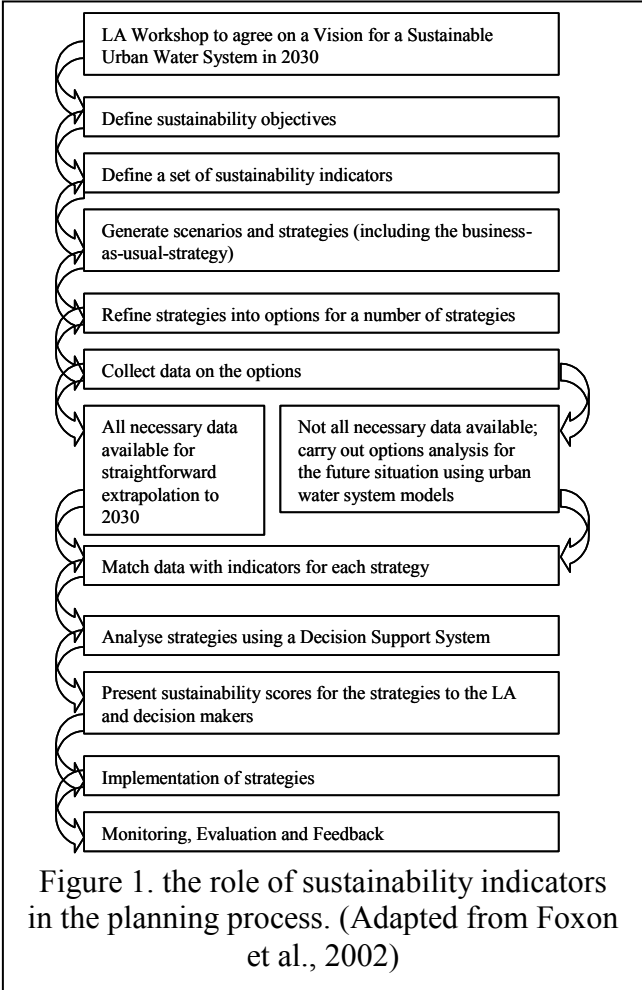 LA Workshop to agree on a Vision for a Sustainable
Urban Water System in 2030
Define sustainability objectives
Define a set of sustainability indicators
Generate scenarios and strategies (including the business-
as-usual-strategy)
Refine strategies into options for a number of strategies
Collect data on the options
All necessary data
available for
straightforward
extrapolation to
2030
Not all necessary data available;
carry out options analysis for
the future situation using urban
water system models
Match data with indicators for each strategy
Analyse strategies using a Decision Support System
Present sustainability scores for the strategies to the LA
and decision makers
Implementation of strategies
Monitoring, Evaluation and Feedback
Figure 1. the role of sustainability indicators
in the planning process. (Adapted from Foxon
et al., 2002)